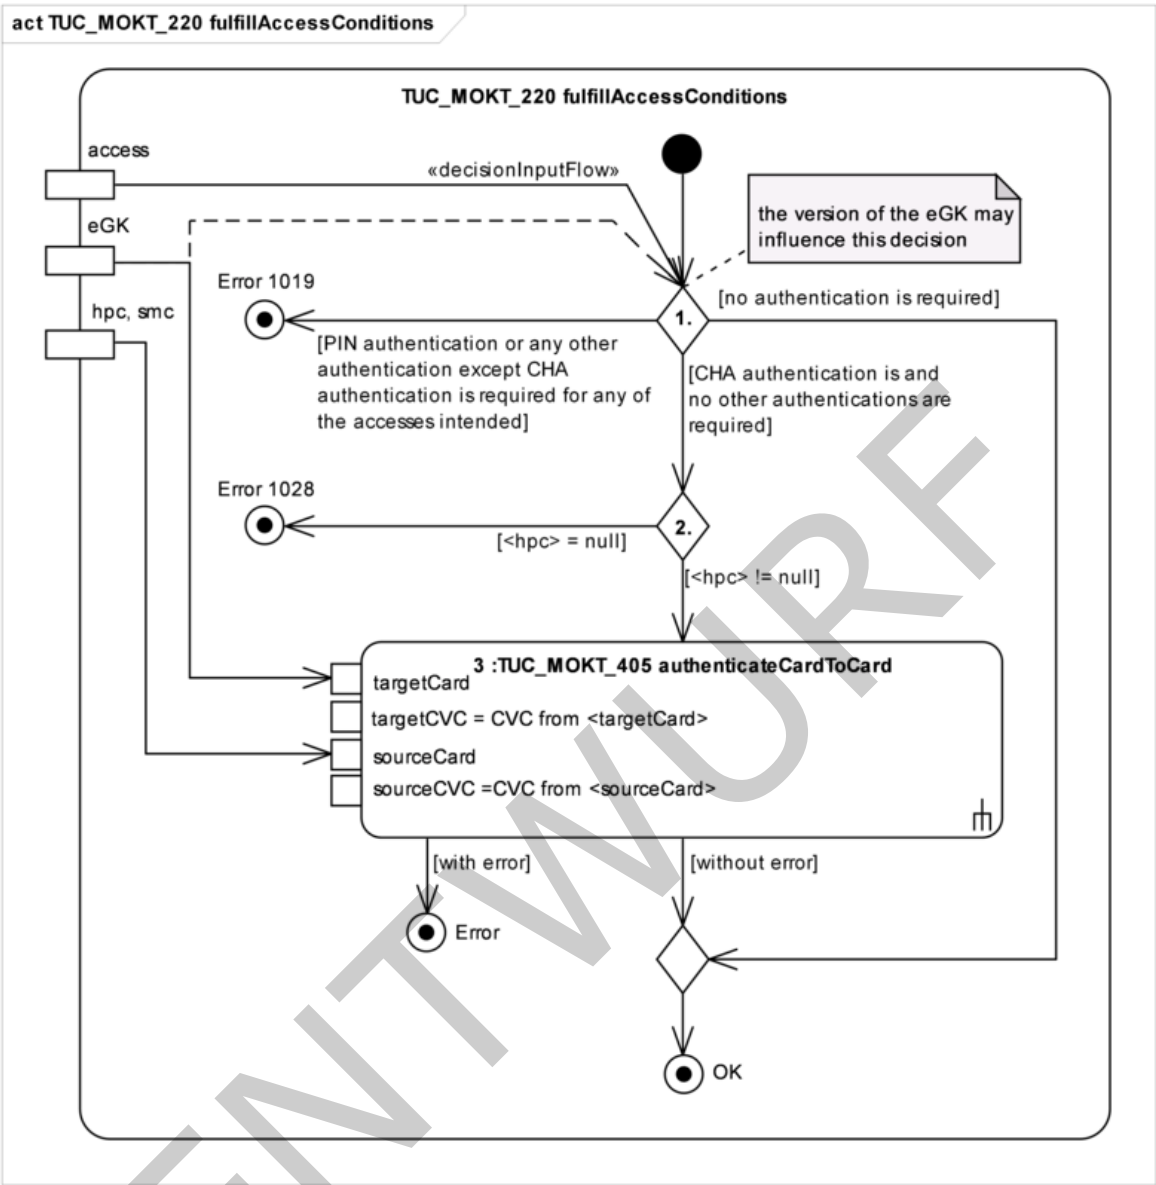 act TUC_MOKT_220 fulfillAccessConditions
TUC_MOKT_220 fulfillAccessConditions
access
«decisionInputFlow»
the version of the eGK may
influence this decision
eGK
Error 1019
hpc, smc
1.
[no authentication is required]
[PIN authentication or any other
authentication except CHA
authentication is required for any of
the accesses intended]
[CHA authentication is and
no other authentications are
required]
Error 1028
2.
[<hpc> = null]
[<hpc> != null]
3 :TUC_MOKT_405 authenticateCardToCard
targetCard
targetCVC = CVC from <targetCard>
sourceCard
sourceCVC =CVC from <sourceCard>
[with error]
[without error]
Error
OK
ENTWURF